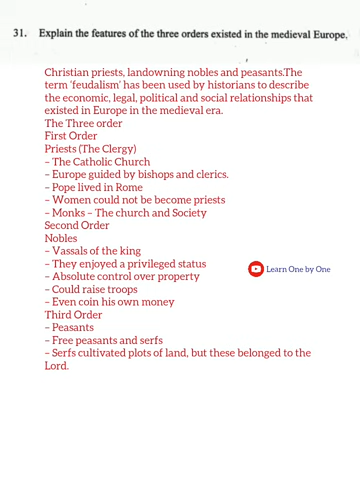 31. Explain the features of the three orders existed in the medieval Europe.
Christian priests, landowning nobles and peasants.The
term 'feudalism' has been used by historians to describe
the economic, legal, political and social relationships that
existed in Europe in the medieval era.
The Three order
First Order
Priests (The Clergy)
– The Catholic Church
– Europe guided by bishops and clerics.
– Pope lived in Rome
– Women could not be become priests
– Monks – The church and Society
Second Order
Nobles
– Vassals of the king
– They enjoyed a privileged status
– Absolute control over property
Learn One by One
– Could raise troops
– Even coin his own money
Third Order
– Peasants
– Free peasants and serfs
– Serfs cultivated plots of land, but these belonged to the
Lord.